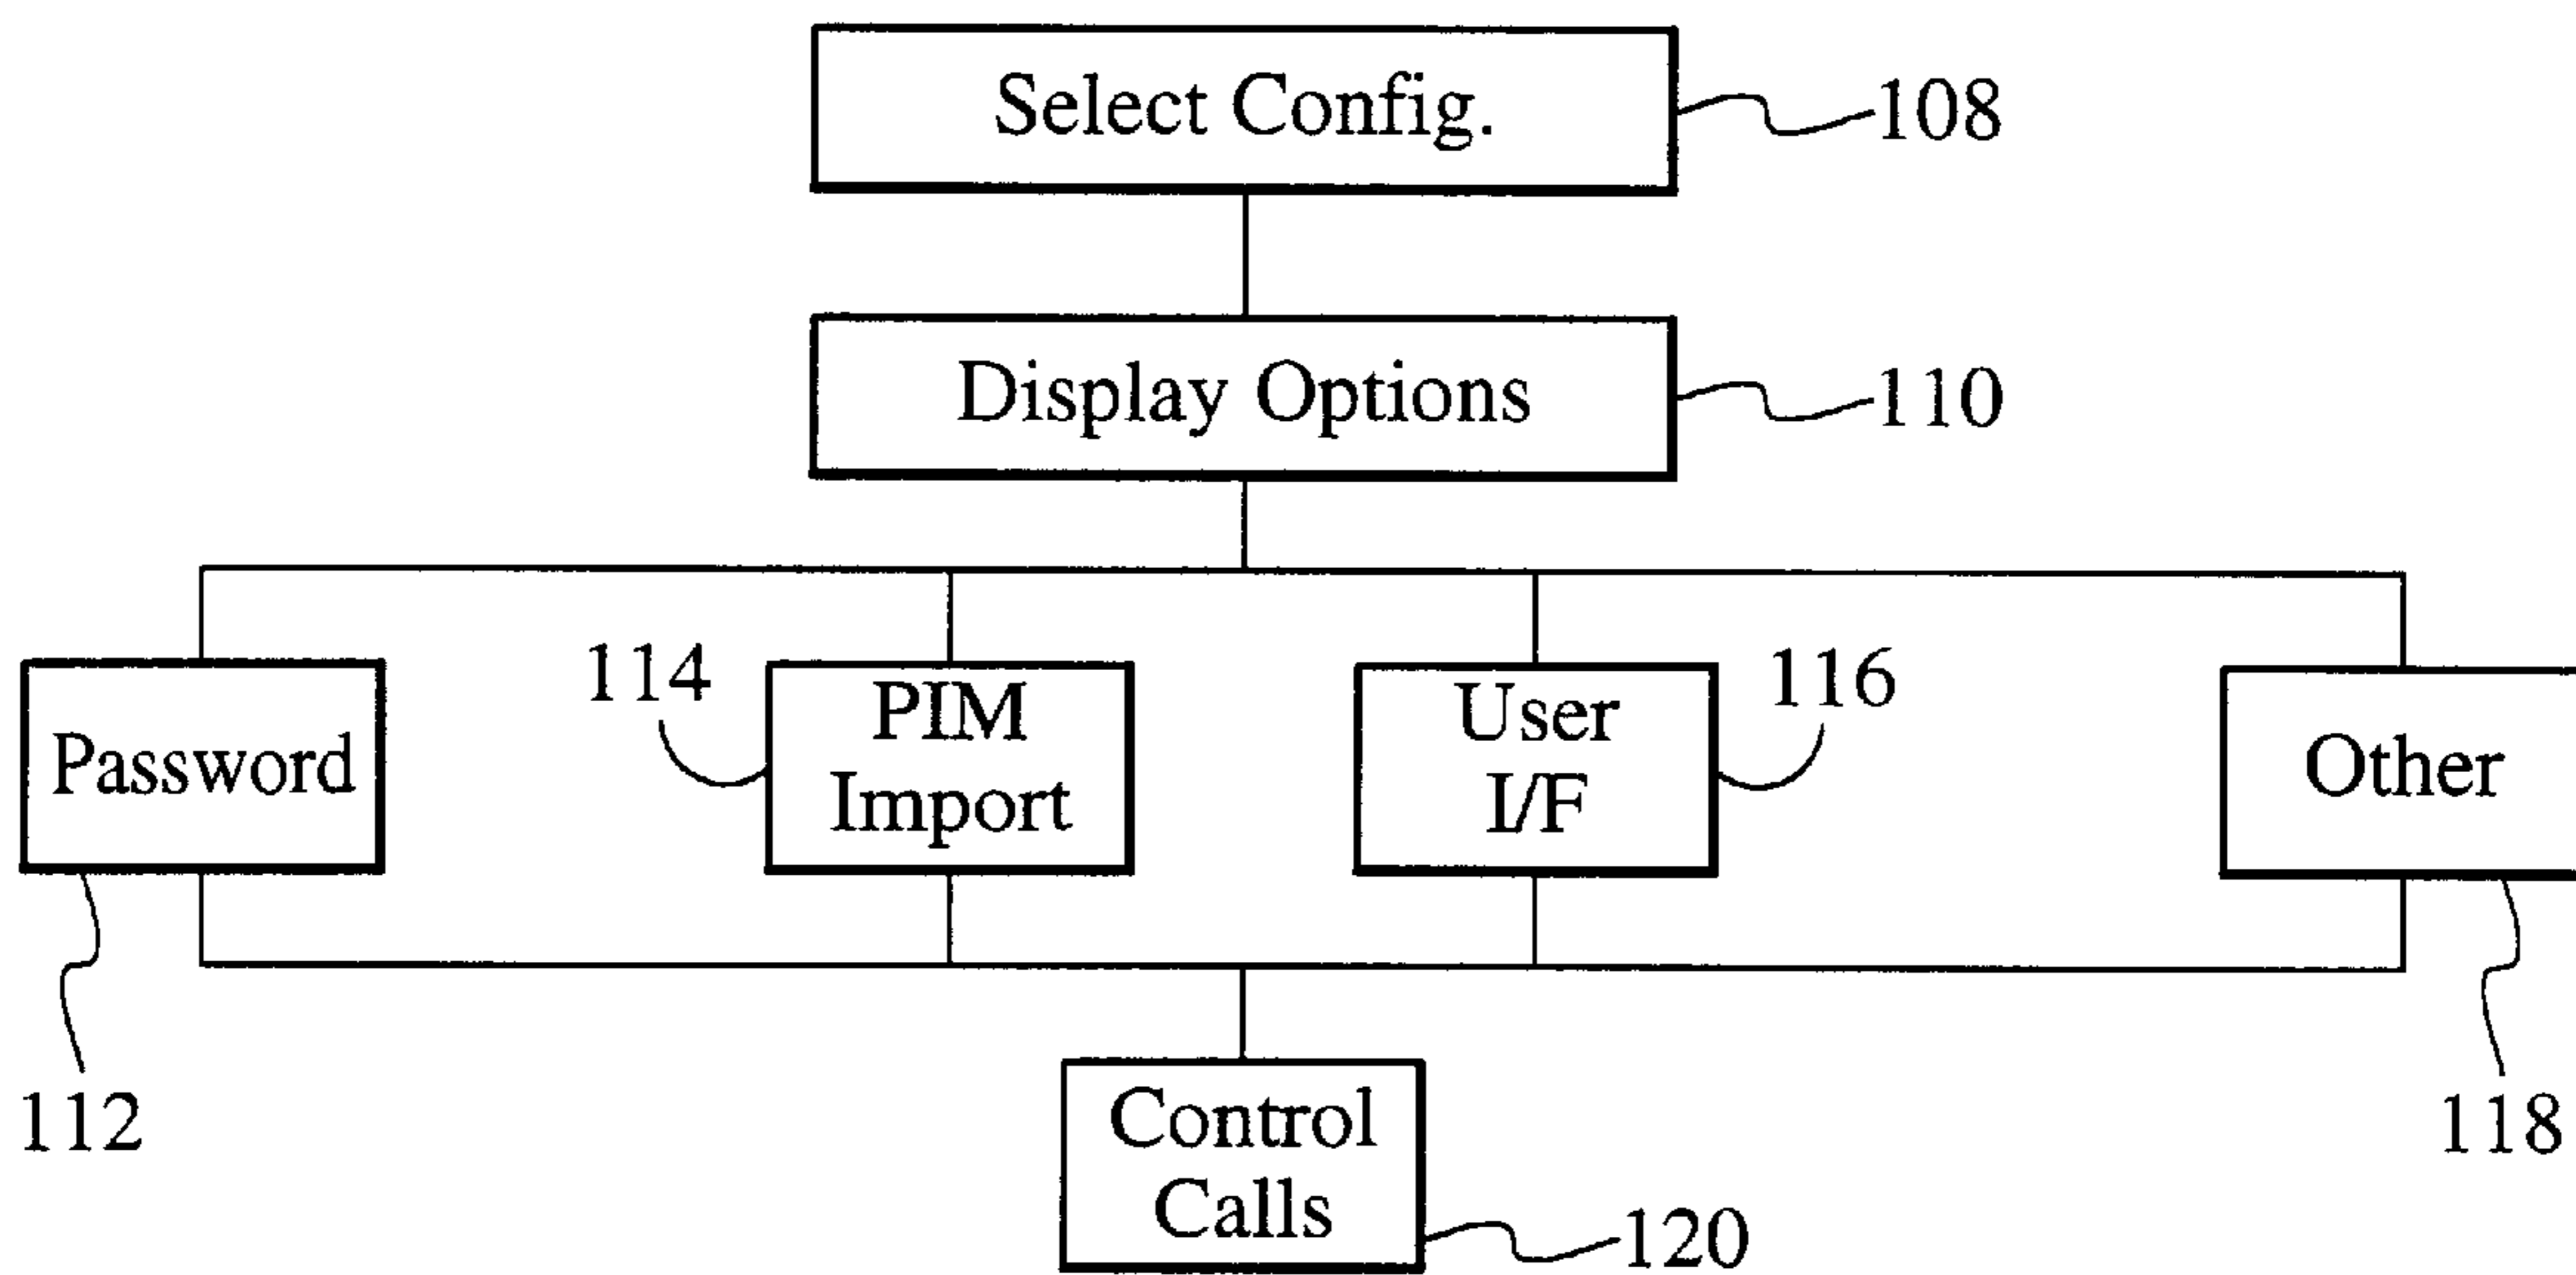 Select Config.
108
Display Options
110
114
116
PIM
Import
User
I/F
Password
Other
112
118
Control
Calls
120